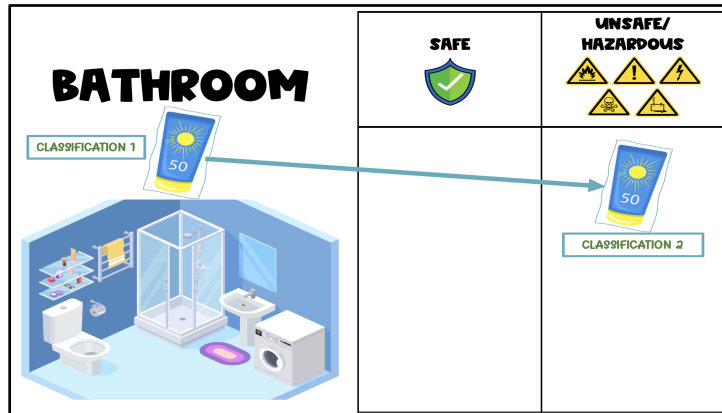 BATHROOM
SAFE
UNSAFE/
HAZARDOUS
CLASSIFICATION 1
50
50
CLASSIFICATION 2